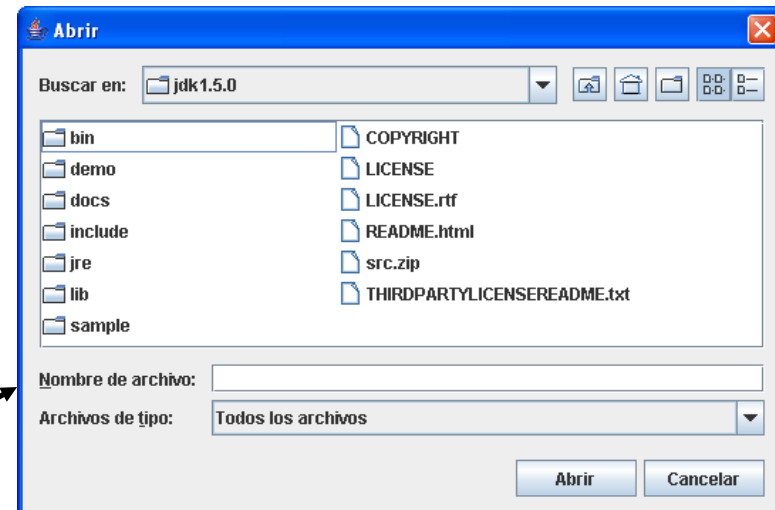 Abrir
Buscar en: jdk1.5.0
bin COPYRIGHT
demo LICENSE
docs LICENSE.rtf
include README.html
jre src.zip
lib THIRDPARTYLICENSEREADME.txt
sample
Nombre de archivo:
Archivos de tipo: Todos los archivos
Abrir Cancelar